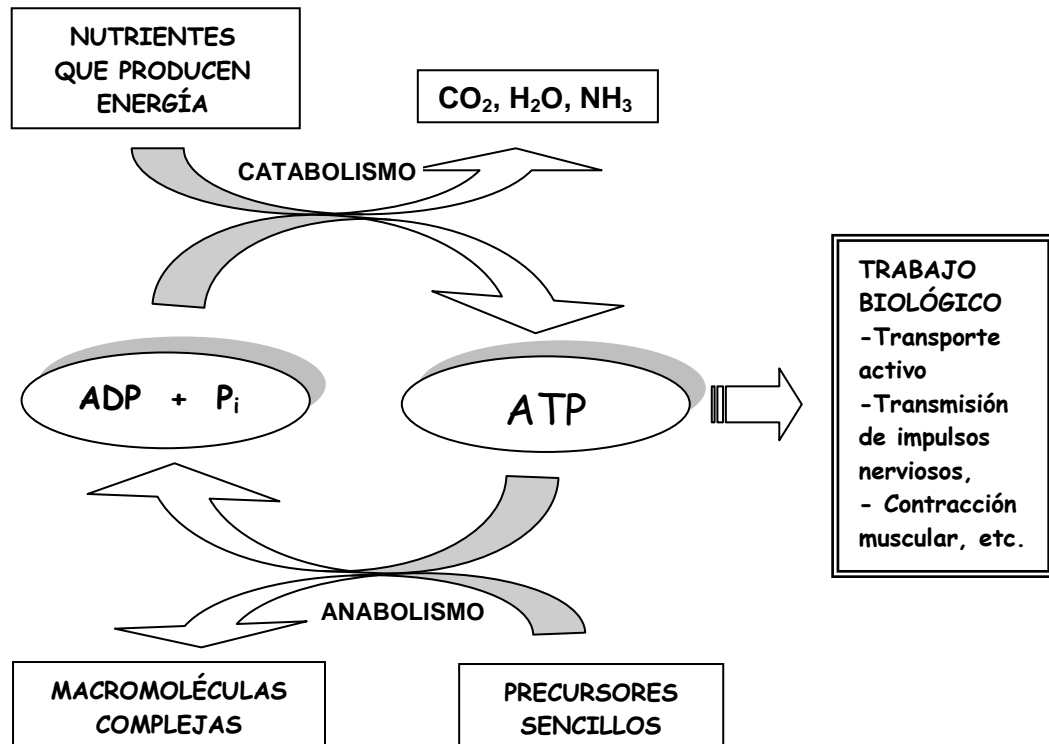 NUTRIENTES
QUE PRODUCEN
ENERGÍA
CO₂, H₂O, NH₃
CATABOLISMO
TRABAJO
BIOLÓGICO
-Transporte
activo
-Transmisión
de impulsos
nerviosos,
- Contracción
muscular, etc.
ADP + Pᵢ
ATP
ANABOLISMO
MACROMOLÉCULAS
COMPLEJAS
PRECURSORES
SENCILLOS